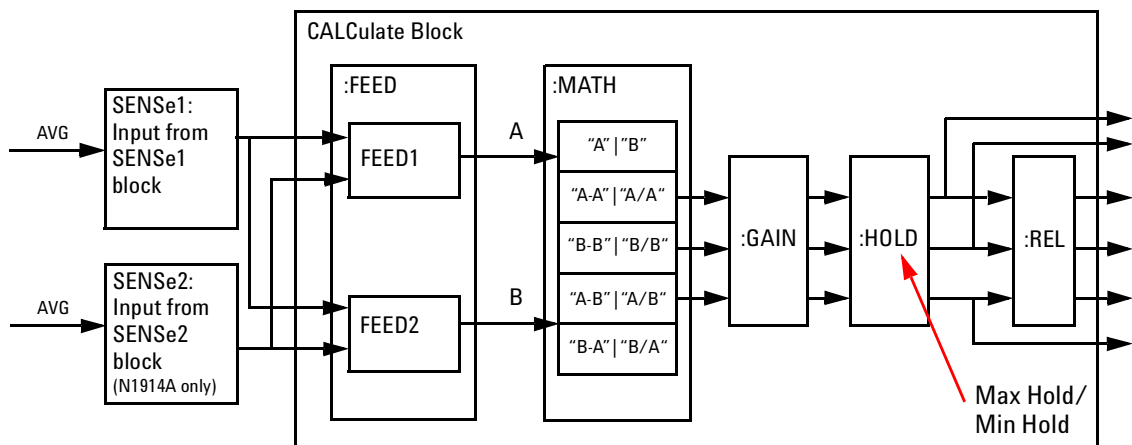 CALCulate Block
AVG
SENSe1:
Input from
SENSe1
block
AVG
SENSe2:
Input from
SENSe2
block
(N1914A only)
:FEED
FEED1
FEED2
A
B
:MATH
“A” | “B”
“A-A” | “A/A“
“B-B” | “B/B“
“A-B” | “A/B“
“B-A” | “B/A“
:GAIN
:HOLD
:REL
Max Hold/
Min Hold